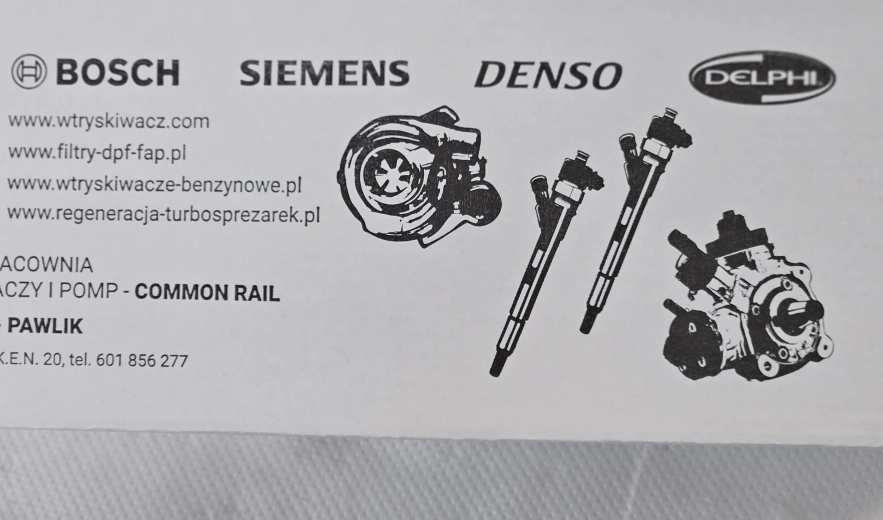 BOSCH SIEMENS DENSO DELPHI
www.wtryskiwacz.com
www.filtry-dpf-fap.pl
www.wtryskiwacze-benzynowe.pl
www.regeneracja-turbosprezarek.pl
ACOWNIA
ACZY I POMP - COMMON RAIL
PAWLIK
K.E.N. 20, tel. 601 856 277